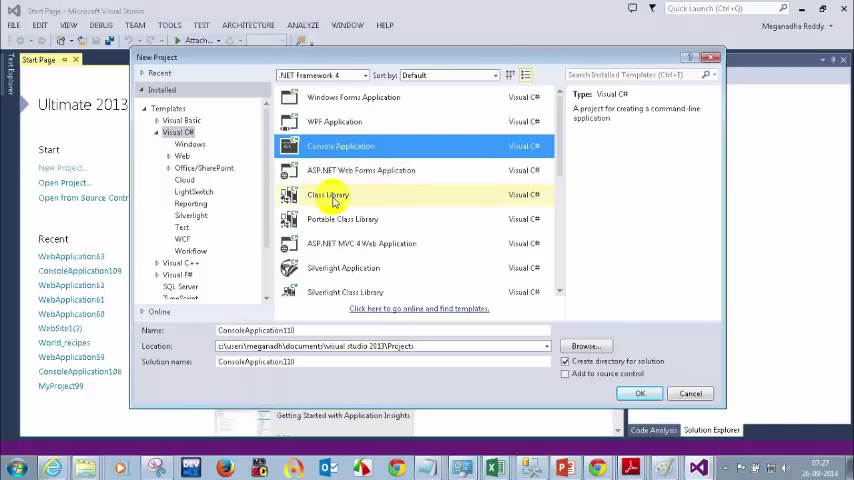 Start Page - Microsoft Visual Studio
Quick Launch (Ctrl+Q)
FILE EDIT VIEW DEBUG TEAM TOOLS TEST ARCHITECTURE ANALYZE WINDOW HELP
Meganadha Reddy
Attach...
Test Explorer
Start Page
Ultimate 2013
Start
New Project...
Open Project...
Open from Source Contr
Recent
WebApplication63
ConsoleApplication109
WebApplication62
WebApplication61
WebApplication60
WebSite1(2)
World_recipes
WebApplication59
ConsoleApplication108
MyProject99
New Project
Recent
Installed
Templates
Visual Basic
Visual C#
Windows
Web
Office/SharePoint
Cloud
LightSwitch
Reporting
Silverlight
Test
WCF
Workflow
Visual C++
Visual F#
SQL Server
TypeScript
Online
.NET Framework 4
Sort by: Default
Search Installed Templates (Ctrl+E)
Windows Forms Application Visual C#
WPF Application Visual C#
Console Application Visual C#
ASP.NET Web Forms Application Visual C#
Class Library Visual C#
Portable Class Library Visual C#
ASP.NET MVC 4 Web Application Visual C#
Silverlight Application Visual C#
Silverlight Class Library Visual C#
Click here to go online and find templates.
Type: Visual C#
A project for creating a command-line
application
Name: ConsoleApplication110
Location: c:\users\meganadh\documents\visual studio 2013\Projects
Browse...
Solution name: ConsoleApplication110
Create directory for solution
Add to source control
OK Cancel
Getting Started with Application Insights
Code Analysis Solution Explorer
DEV
07:27
26-09-2014